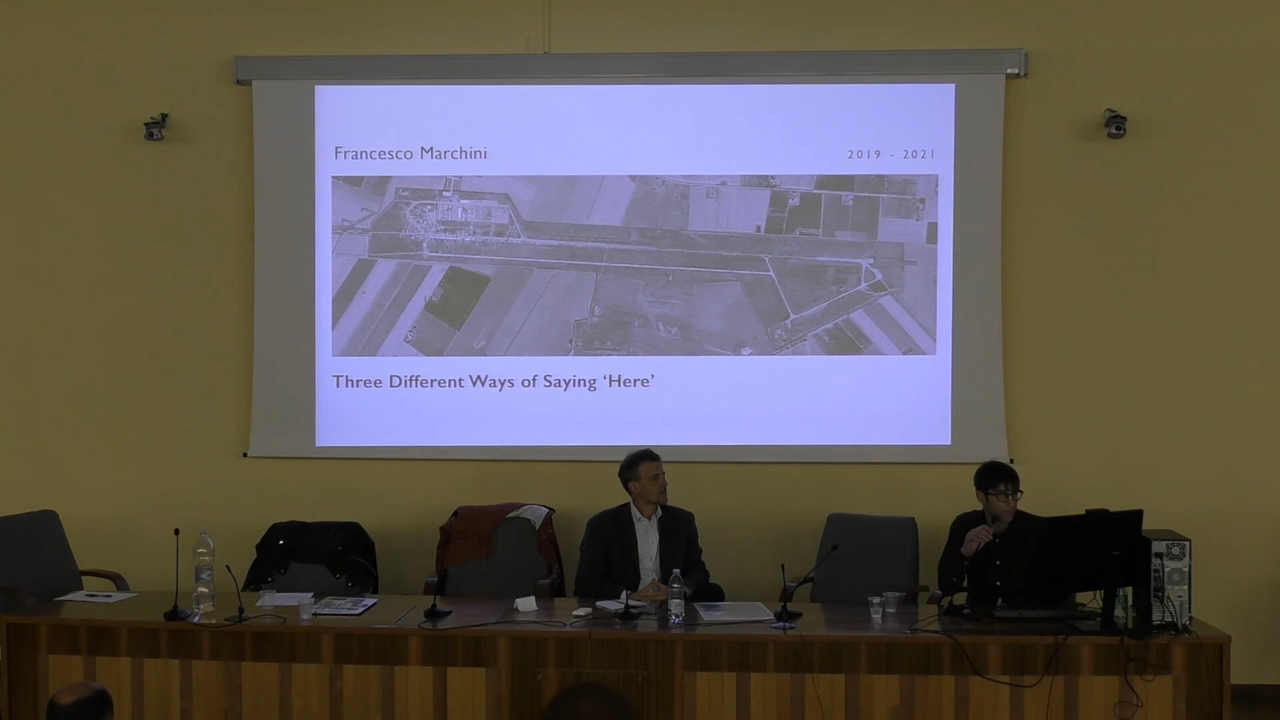 Francesco Marchini
2019 - 2021
Three Different Ways of Saying ‘Here’